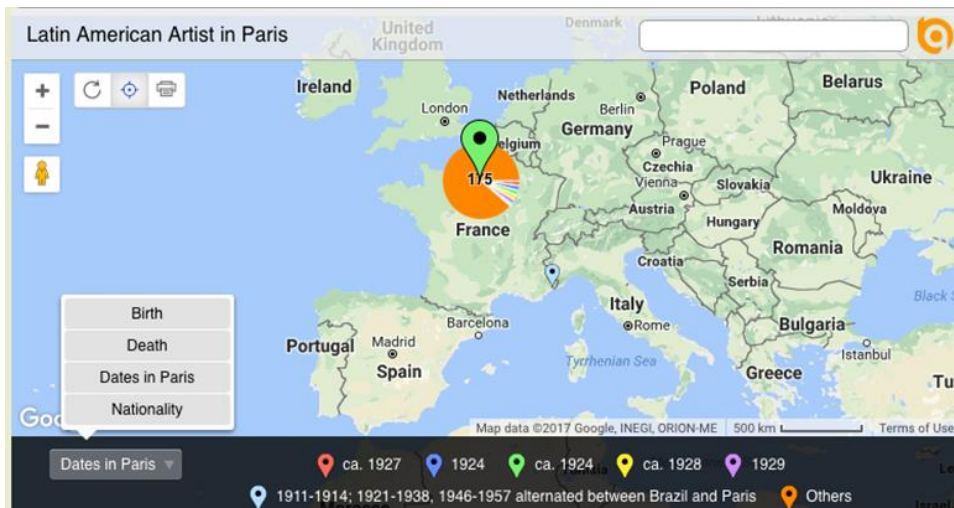 Latin American Artist in Paris
United
Kingdom
Denmark
Ireland
London
Netherlands
Berlin
Poland
Belarus
Germany
elgium
Prague
Czechia
175
Vienna
Slovakia
Ukraine
Austria
Moldova
Hungary
France
Romania
Croatia
Serbia
Black
Italy
Birth
Barcelona
Rome
Bulgaria
Death
Portugal
Madrid
Istanbul
Dates in Paris
Spain
Tyrrhenian Sea
Greece
Tu
Nationality
Goo
Map data ©2017 Google, INEGI, ORION-ME 500 km Terms of Use
Dates in Paris
ca. 1927 1924 ca. 1924 ca. 1928 1929
1911-1914; 1921-1938, 1946-1957 alternated between Brazil and Paris Others